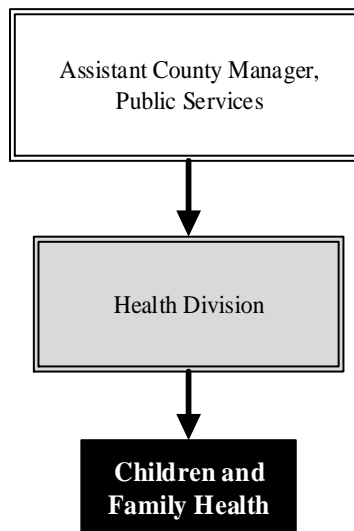 Assistant County Manager,
Public Services
Health Division
Children and
Family Health